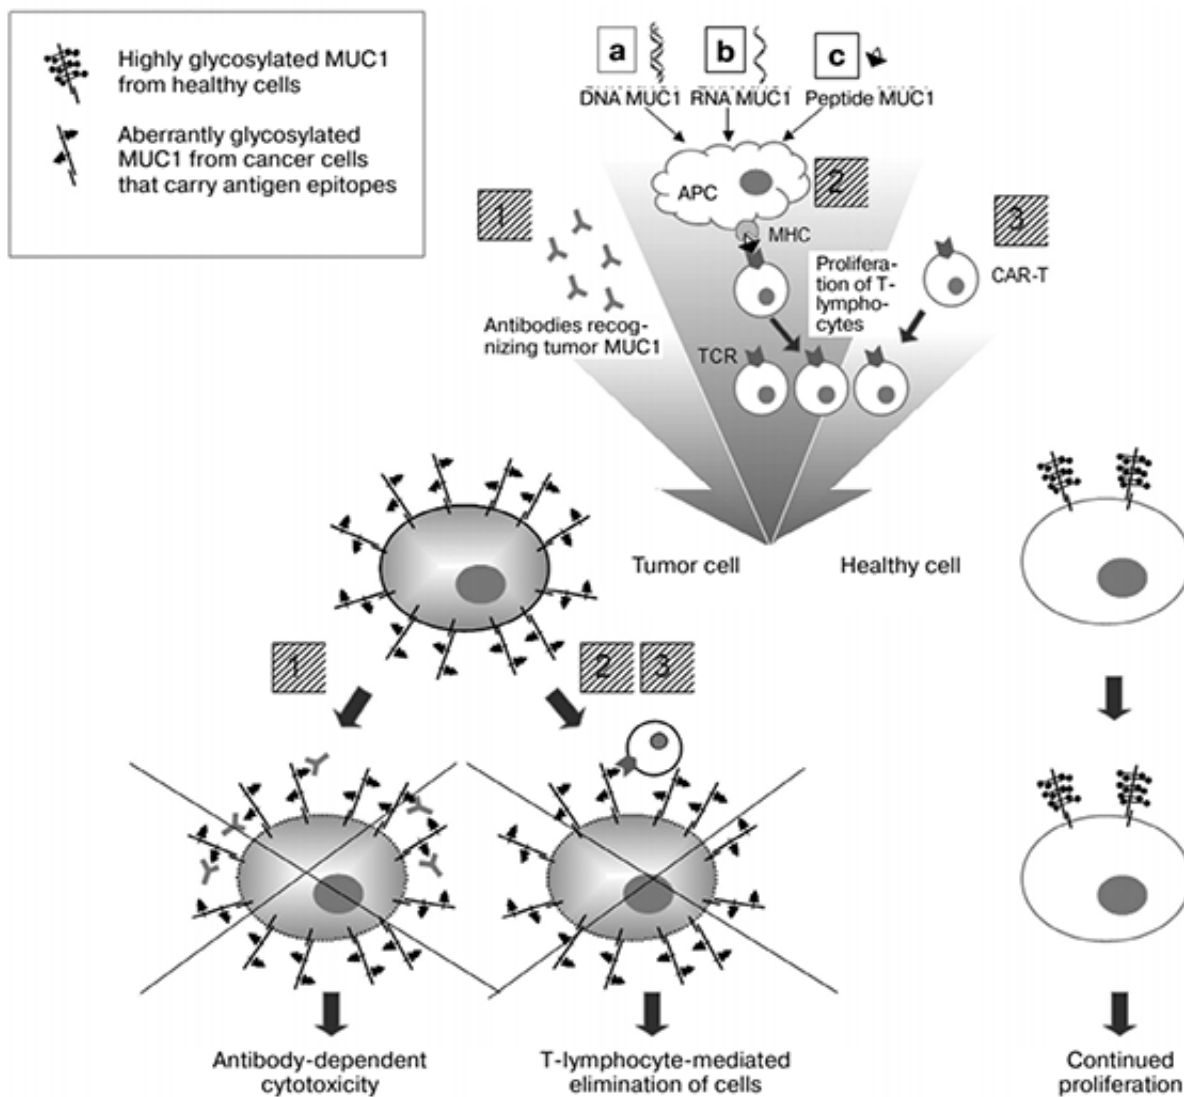 Highly glycosylated MUC1
from healthy cells
Aberrantly glycosylated
MUC1 from cancer cells
that carry antigen epitopes
a
b
c
DNA MUC1
RNA MUC1
Peptide MUC1
APC
2
1
3
MHC
CAR-T
Prolifera-
tion of T-
lympho-
cytes
Antibodies recog-
nizing tumor MUC1
TCR
Tumor cell
Healthy cell
1
2
3
Antibody-dependent
cytotoxicity
T-lymphocyte-mediated
elimination of cells
Continued
proliferation